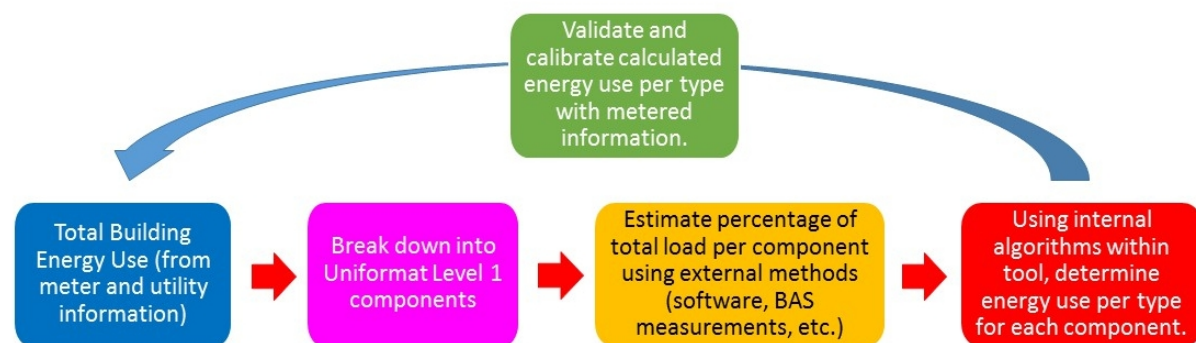 Validate and
calibrate calculated
energy use per type
with metered
information.
Total Building
Energy Use (from
meter and utility
information)
Break down into
Uniformat Level 1
components
Estimate percentage of
total load per component
using external methods
(software, BAS
measurements, etc.)
Using internal
algorithms within
tool, determine
energy use per type
for each component.